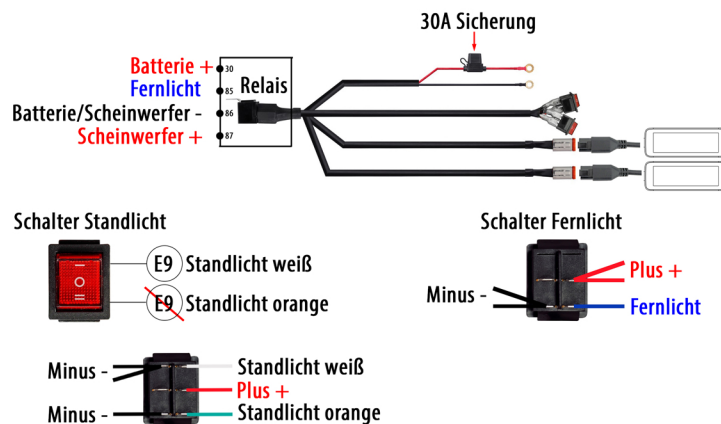 30A Sicherung
Batterie + 30
Fernlicht 85 Relais
Batterie/Scheinwerfer - 86
Scheinwerfer + 87
Schalter Standlicht
E9 Standlicht weiß
E9 Standlicht orange
Schalter Fernlicht
Plus +
Minus -
Fernlicht
Minus - Standlicht weiß
Plus +
Minus - Standlicht orange